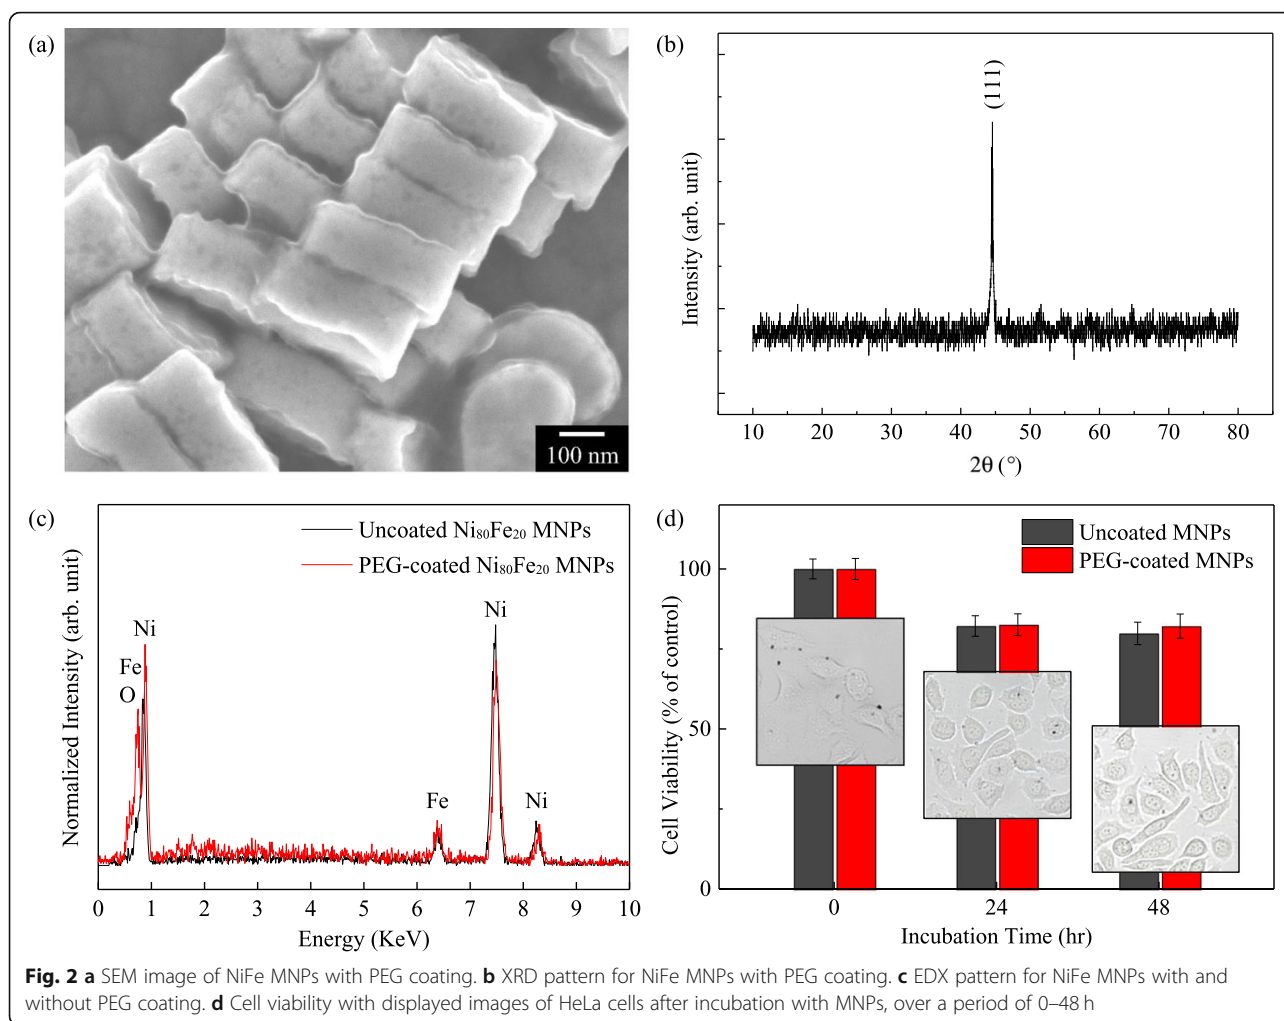 (a)
100 nm
(b)
(111)
Intensity (arb. unit)
10 20 30 40 50 60 70 80
2θ (°)
(c)
Uncoated Ni₈₀Fe₂₀ MNPs
PEG-coated Ni₈₀Fe₂₀ MNPs
Normalized Intensity (arb. unit)
Ni
Fe
O
Fe
Ni
Ni
0 1 2 3 4 5 6 7 8 9 10
Energy (KeV)
(d)
Uncoated MNPs
PEG-coated MNPs
Cell Viability (% of control)
100
50
0
0 24 48
Incubation Time (hr)
Fig. 2 a SEM image of NiFe MNPs with PEG coating. b XRD pattern for NiFe MNPs with PEG coating. c EDX pattern for NiFe MNPs with and
without PEG coating. d Cell viability with displayed images of HeLa cells after incubation with MNPs, over a period of 0–48 h